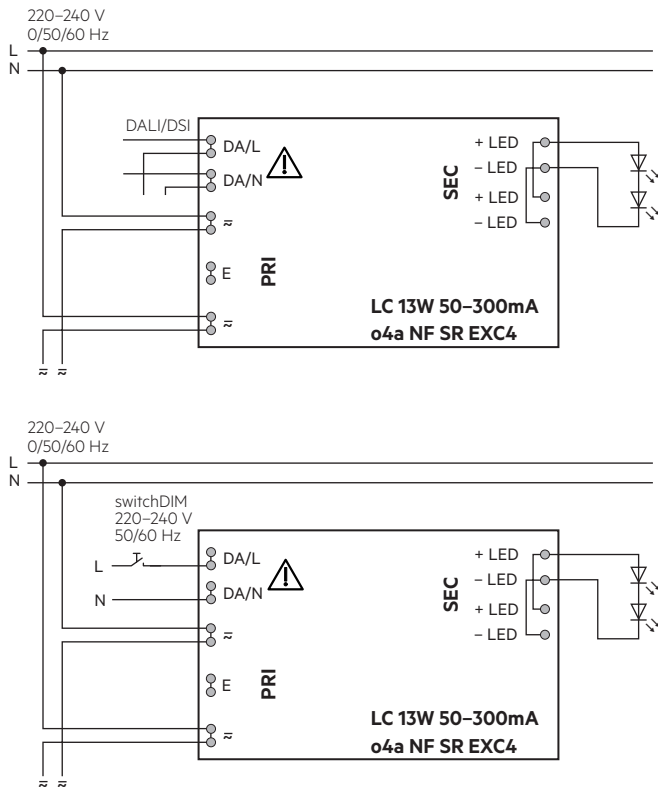 220–240 V
0/50/60 Hz
L
N
DALI/DSI
DA/L
DA/N
≂
E
PRI
≂
SEC
+ LED
– LED
+ LED
– LED
LC 13W 50–300mA
o4a NF SR EXC4
≂ ≂
220–240 V
0/50/60 Hz
L
N
switchDIM
220–240 V
50/60 Hz
L
N
DA/L
DA/N
≂
E
PRI
≂
SEC
+ LED
– LED
+ LED
– LED
LC 13W 50–300mA
o4a NF SR EXC4
≂ ≂